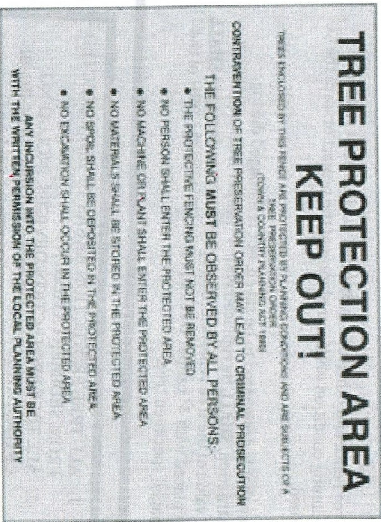 TREE PROTECTION AREA
KEEP OUT!
TREES ENCLOSED BY THIS FENCE ARE PROTECTED BY PLANNING CONDITIONS AND ARE SUBJECTS OF A
TREE PRESERVATION ORDER
(TOWN & COUNTRY PLANNING ACT 1990)
CONTRAVENTION OF TREE PRESERVATION ORDER MAY LEAD TO CRIMINAL PROSECUTION
THE FOLLOWING MUST BE OBSERVED BY ALL PERSONS:-
● THE PROTECTIVE FENCING MUST NOT BE REMOVED
● NO PERSON SHALL ENTER THE PROTECTED AREA
● NO MACHINE OR PLANT SHALL ENTER THE PROTECTED AREA
● NO MATERIALS SHALL BE STORED IN THE PROTECTED AREA
● NO SPOIL SHALL BE DEPOSITED IN THE PROTECTED AREA
● NO EXCAVATION SHALL OCCUR IN THE PROTECTED AREA
ANY INCURSION INTO THE PROTECTED AREA MUST BE
WITH THE WRITTEN PERMISSION OF THE LOCAL PLANNING AUTHORITY